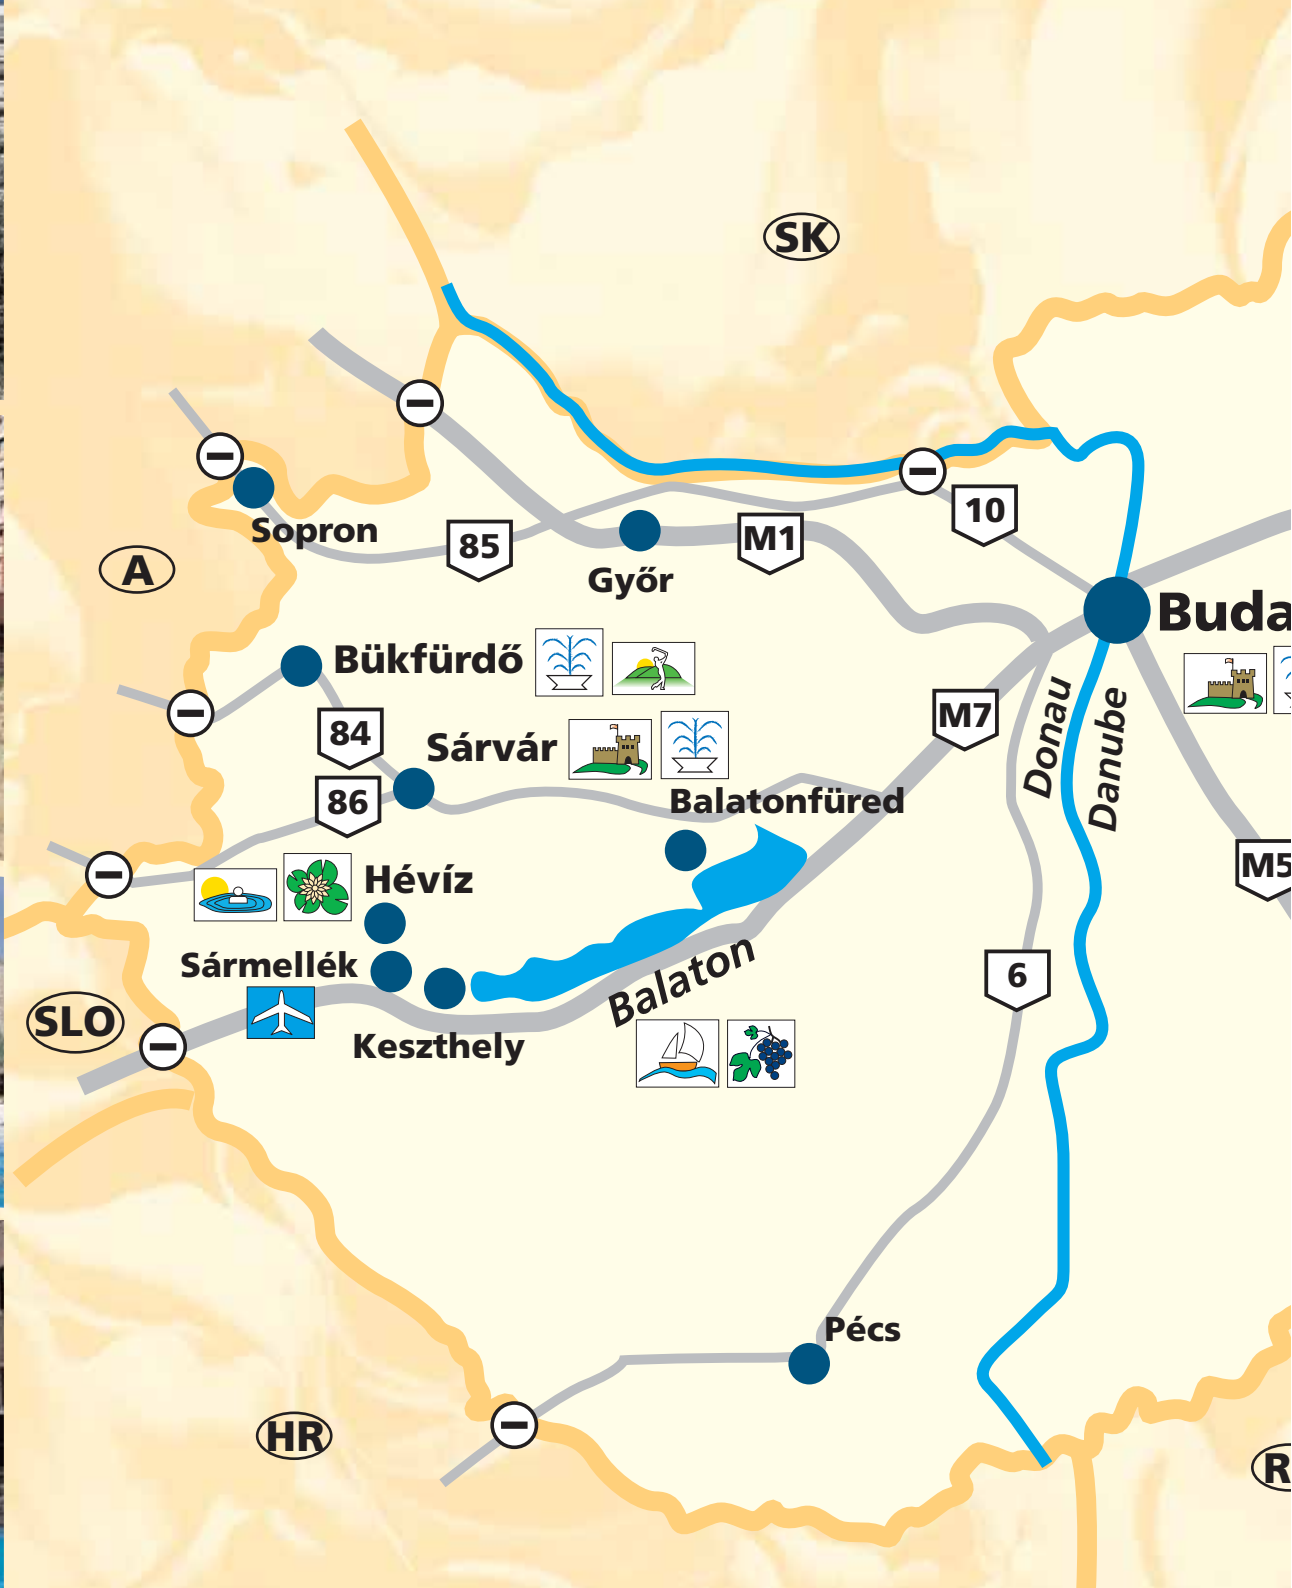 SK
Sopron
85
M1
10
A
Győr
Buda
Bükfürdő
M7
Donau
Danube
84
Sárvár
86
Balatonfüred
M5
Hévíz
Sármellék
6
Balaton
SLO
Keszthely
Pécs
HR
R